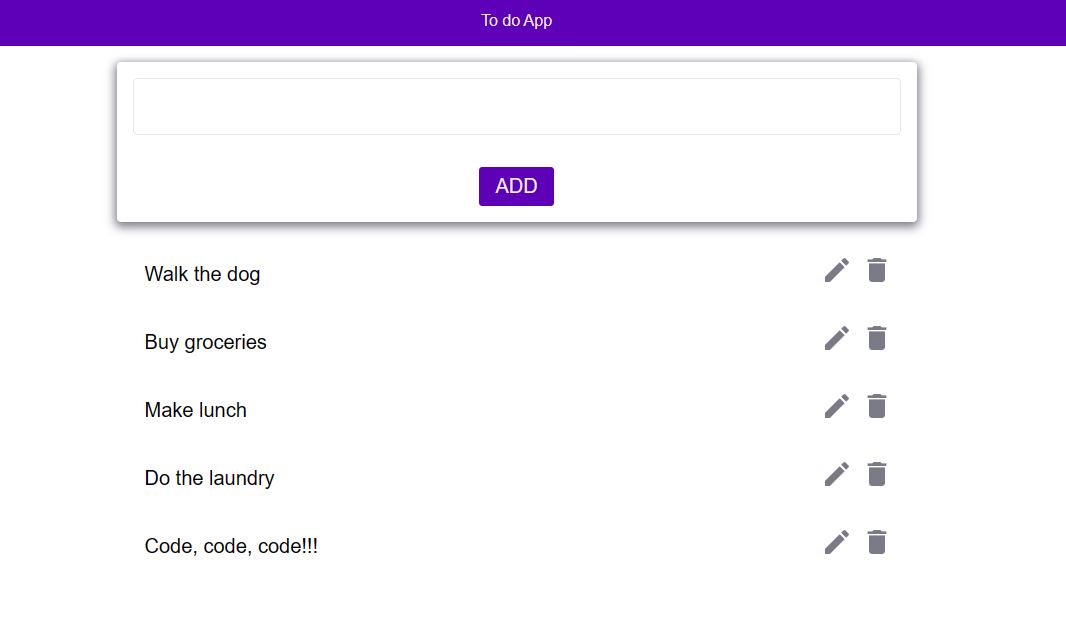 To do App
ADD
Walk the dog
Buy groceries
Make lunch
Do the laundry
Code, code, code!!!